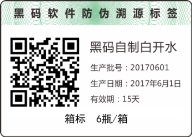 黑码软件防伪溯源标签
黑码自制白开水
生产批号：20170601
生产日期：2017年6月1日
有效期：15天
箱标 6瓶/箱